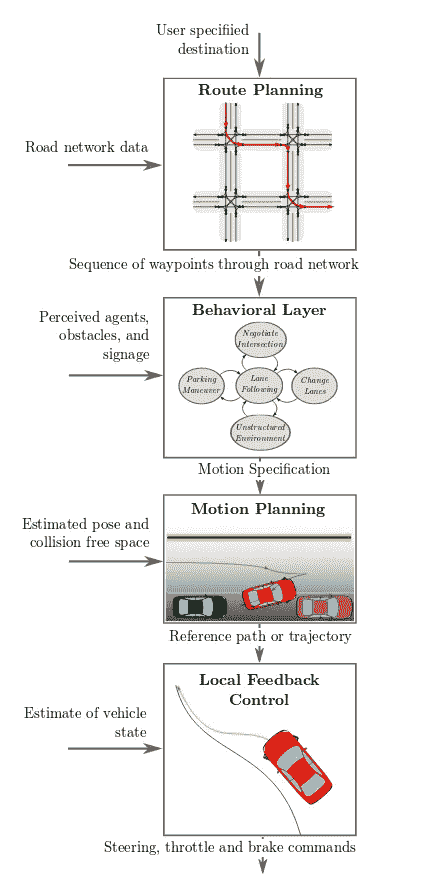 User specifiied
destination
Route Planning
Road network data
Sequence of waypoints through road network
Perceived agents,
obstacles, and
signage
Behavioral Layer
Negotiate
Intersection
Parking
Maneuver
Lane
Following
Change
Lanes
Unstructured
Environment
Motion Specification
Estimated pose and
collision free space
Motion Planning
Reference path or trajectory
Estimate of vehicle
state
Local Feedback
Control
Steering, throttle and brake commands